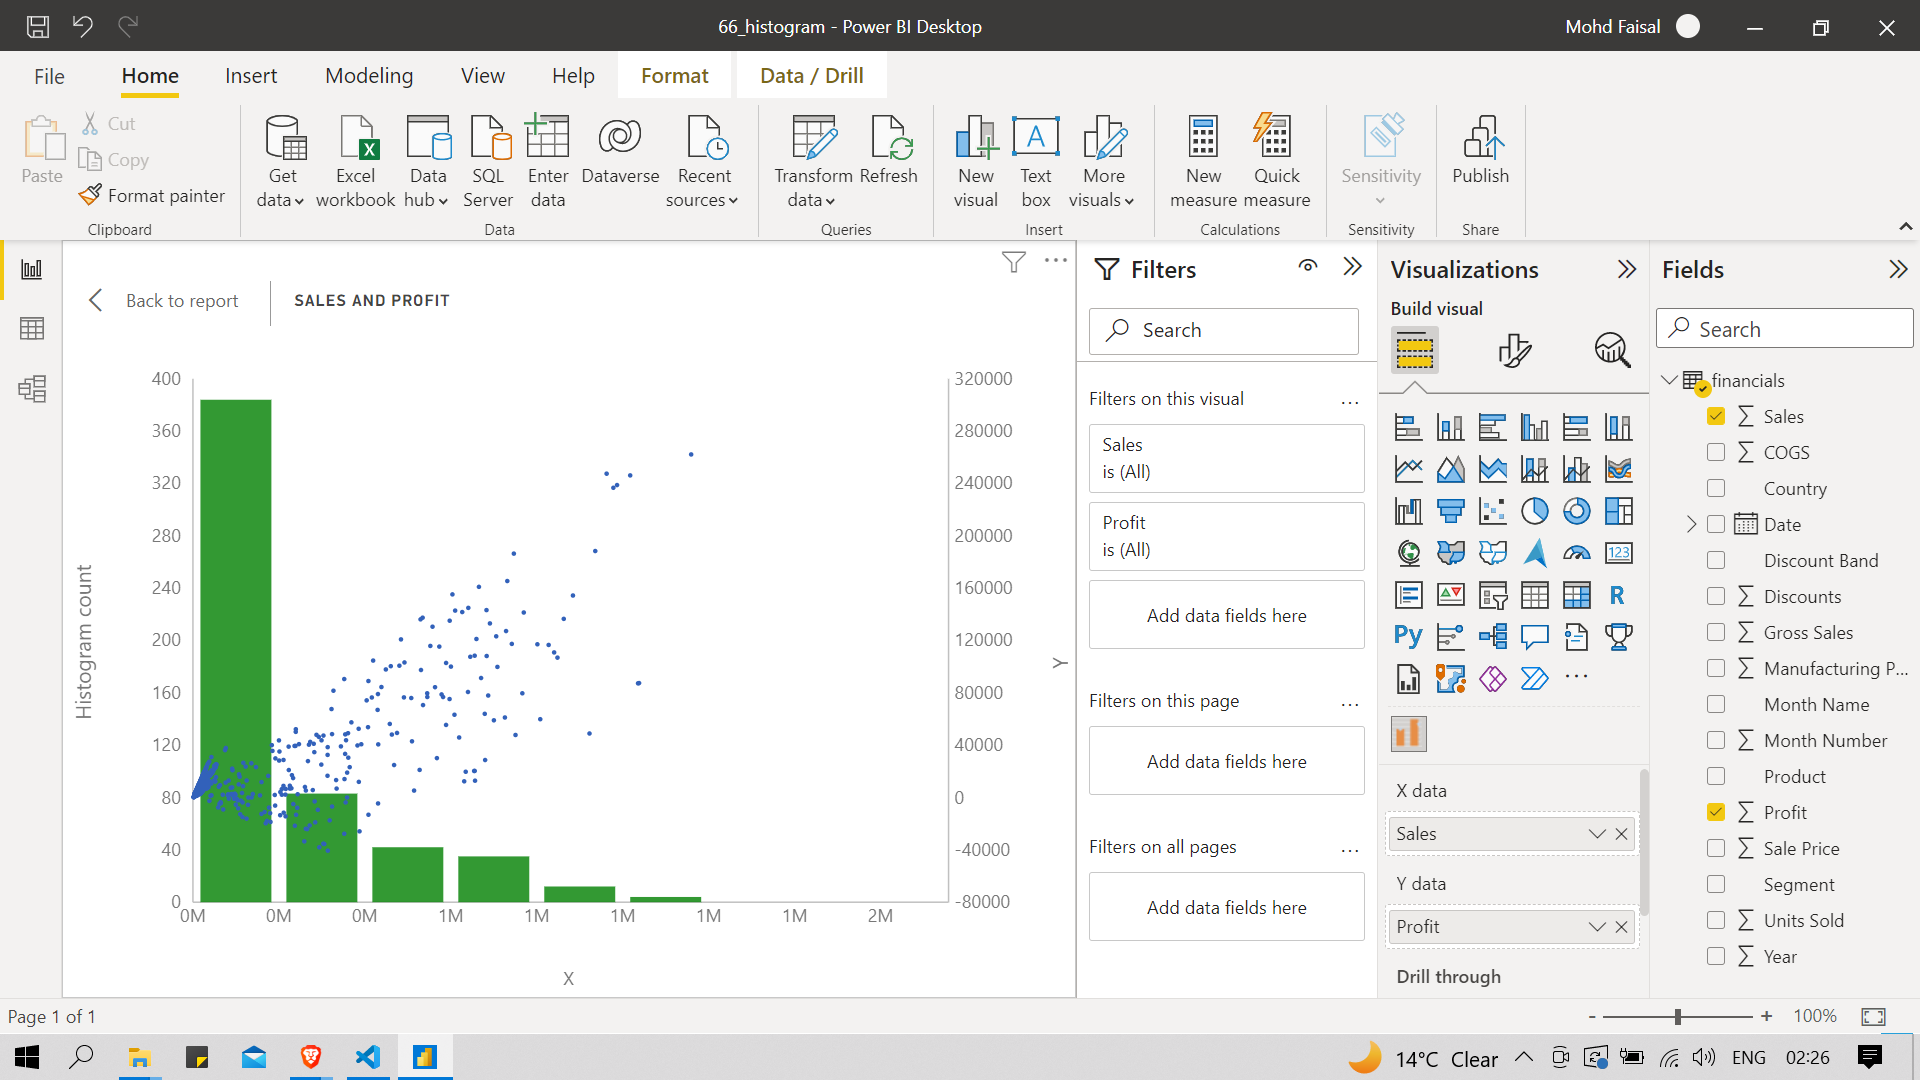 66_histogram - Power BI Desktop
Mohd Faisal
File Home Insert Modeling View Help Format Data / Drill
Paste
Cut
Copy
Format painter
Clipboard
Get data
Excel workbook
Data hub
SQL Server
Enter data
Dataverse
Recent sources
Data
Transform data
Refresh
Queries
New visual
Text box
More visuals
Insert
New measure
Quick measure
Calculations
Sensitivity
Sensitivity
Publish
Share
Back to report
SALES AND PROFIT
Histogram count
400
360
320
280
240
200
160
120
80
40
0
320000
280000
240000
200000
160000
120000
80000
40000
0
-40000
-80000
Y
0M 0M 0M 1M 1M 1M 1M 1M 2M
X
Filters
Search
Filters on this visual
...
Sales
is (All)
Profit
is (All)
Add data fields here
Filters on this page
...
Add data fields here
Filters on all pages
...
Add data fields here
Visualizations
Build visual
123
R
Py
...
X data
Sales
Y data
Profit
Drill through
Fields
Search
financials
Sales
COGS
Country
Date
Discount Band
Discounts
Gross Sales
Manufacturing P...
Month Name
Month Number
Product
Profit
Sale Price
Segment
Units Sold
Year
Page 1 of 1
- + 100%
14°C Clear
ENG
02:26